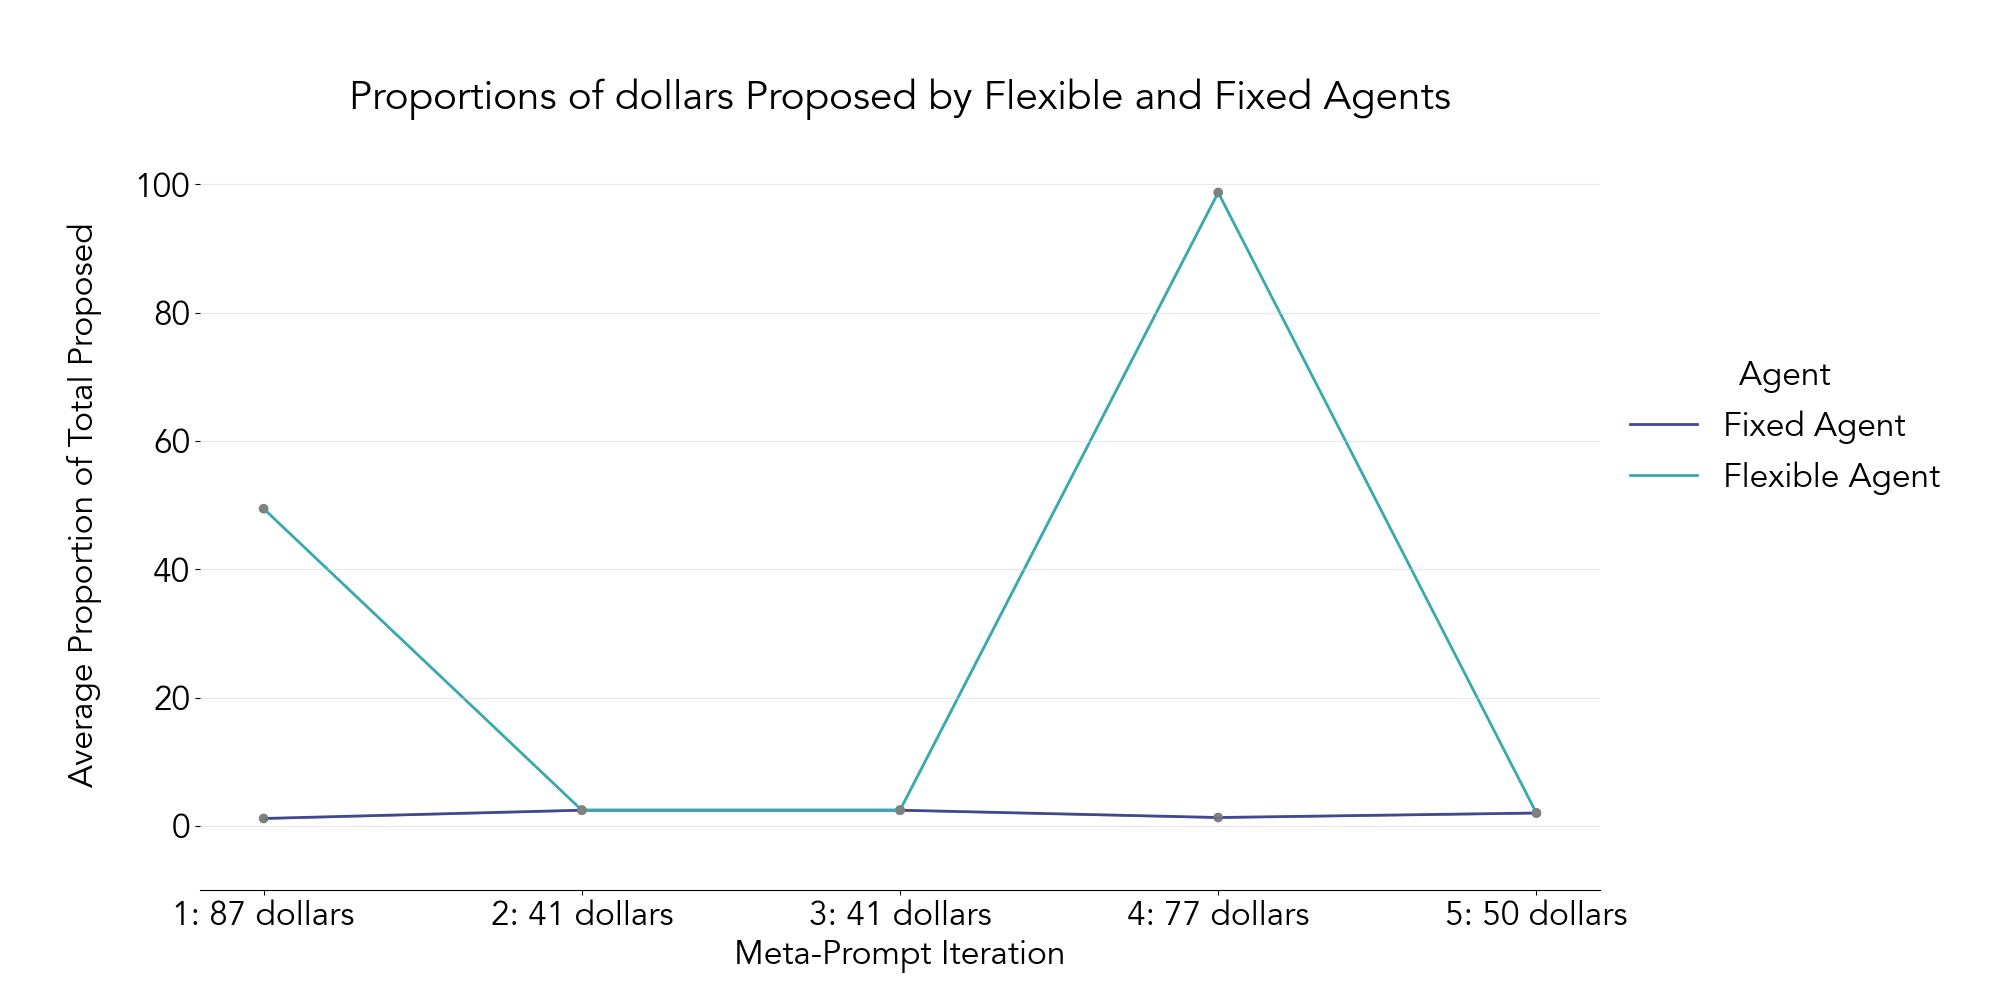 Proportions of dollars Proposed by Flexible and Fixed Agents
Average Proportion of Total Proposed
100
80
60
40
20
0
1: 87 dollars
2: 41 dollars
3: 41 dollars
4: 77 dollars
5: 50 dollars
Meta-Prompt Iteration
Agent
Fixed Agent
Flexible Agent